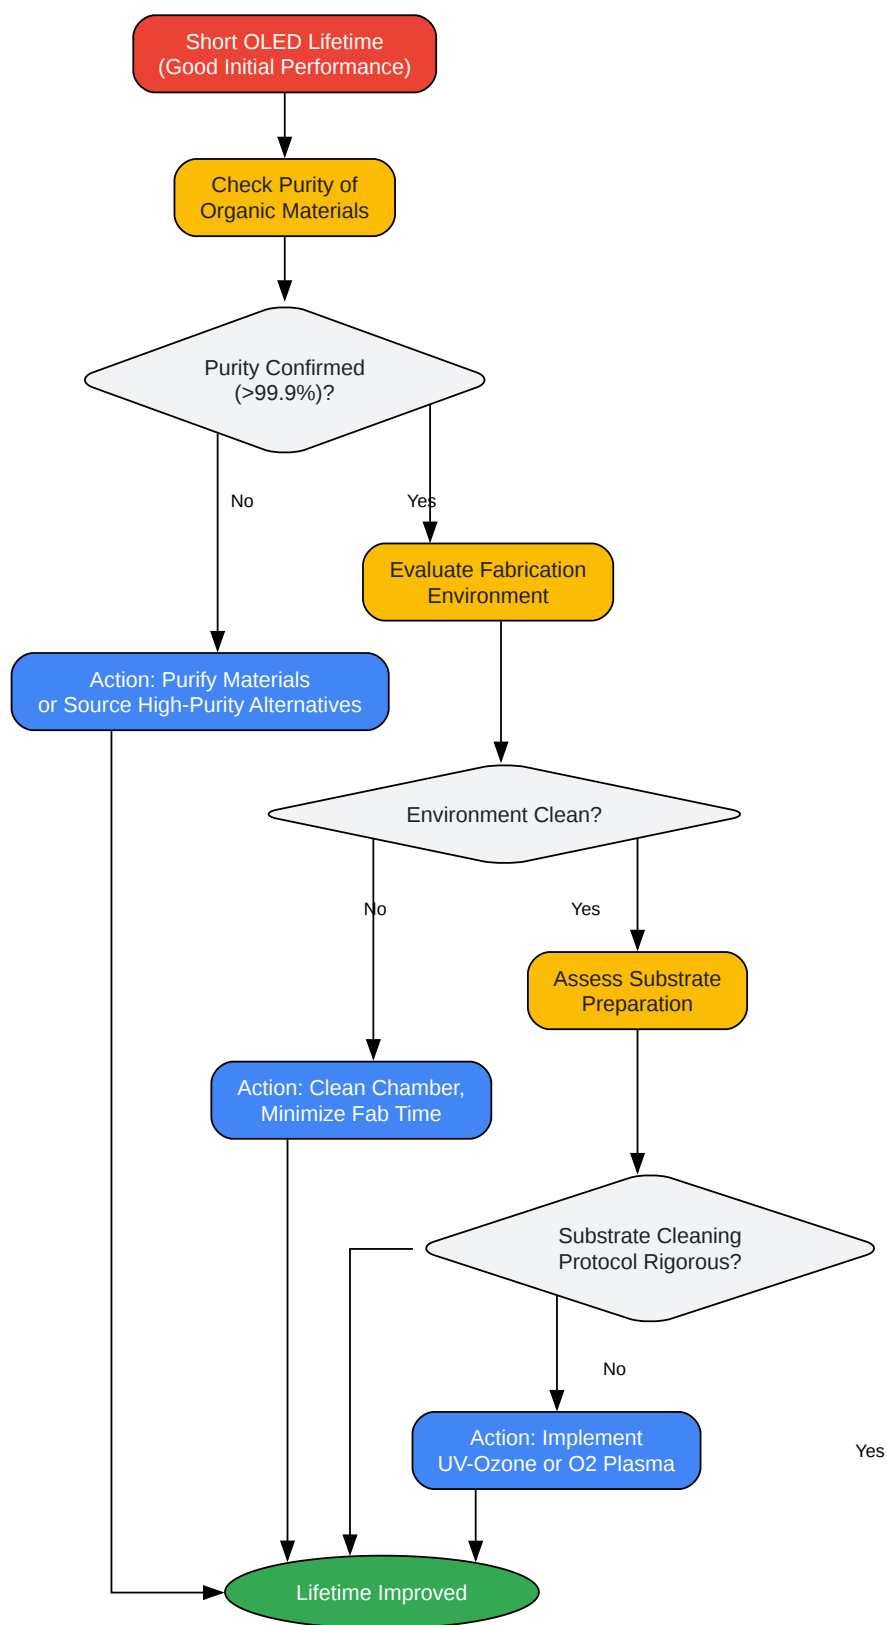 Short OLED Lifetime
(Good Initial Performance)
Check Purity of
Organic Materials
Purity Confirmed
(>99.9%)?
No
Yes
Evaluate Fabrication
Environment
Action: Purify Materials
or Source High-Purity Alternatives
Environment Clean?
No
Yes
Assess Substrate
Preparation
Action: Clean Chamber,
Minimize Fab Time
Substrate Cleaning
Protocol Rigorous?
No
Action: Implement
UV-Ozone or O2 Plasma
Yes
Lifetime Improved